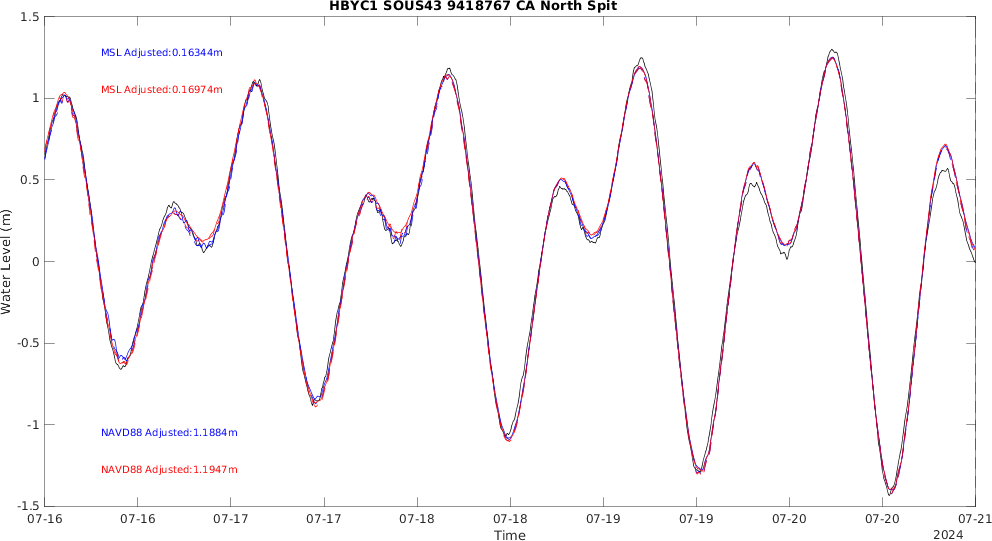 HBYC1 SOUS43 9418767 CA North Spit
1.5
MSL Adjusted:0.16344m
1
MSL Adjusted:0.16974m
0.5
Water Level (m)
0
-0.5
-1
NAVD88 Adjusted:1.1884m
NAVD88 Adjusted:1.1947m
-1.5
07-16 07-16 07-17 07-17 07-18 07-18 07-19 07-19 07-20 07-20 07-21
Time
2024